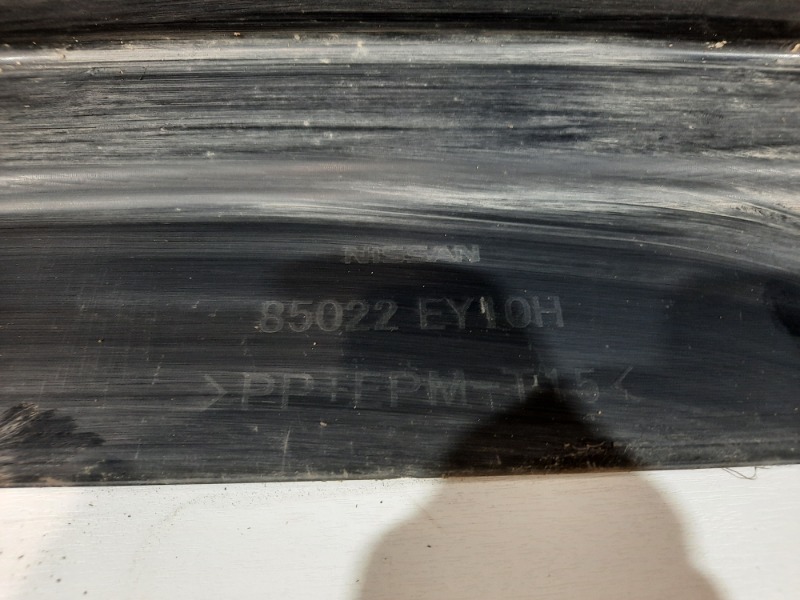 NISSAN
85022 EY10H
>PP+EPM-T15<